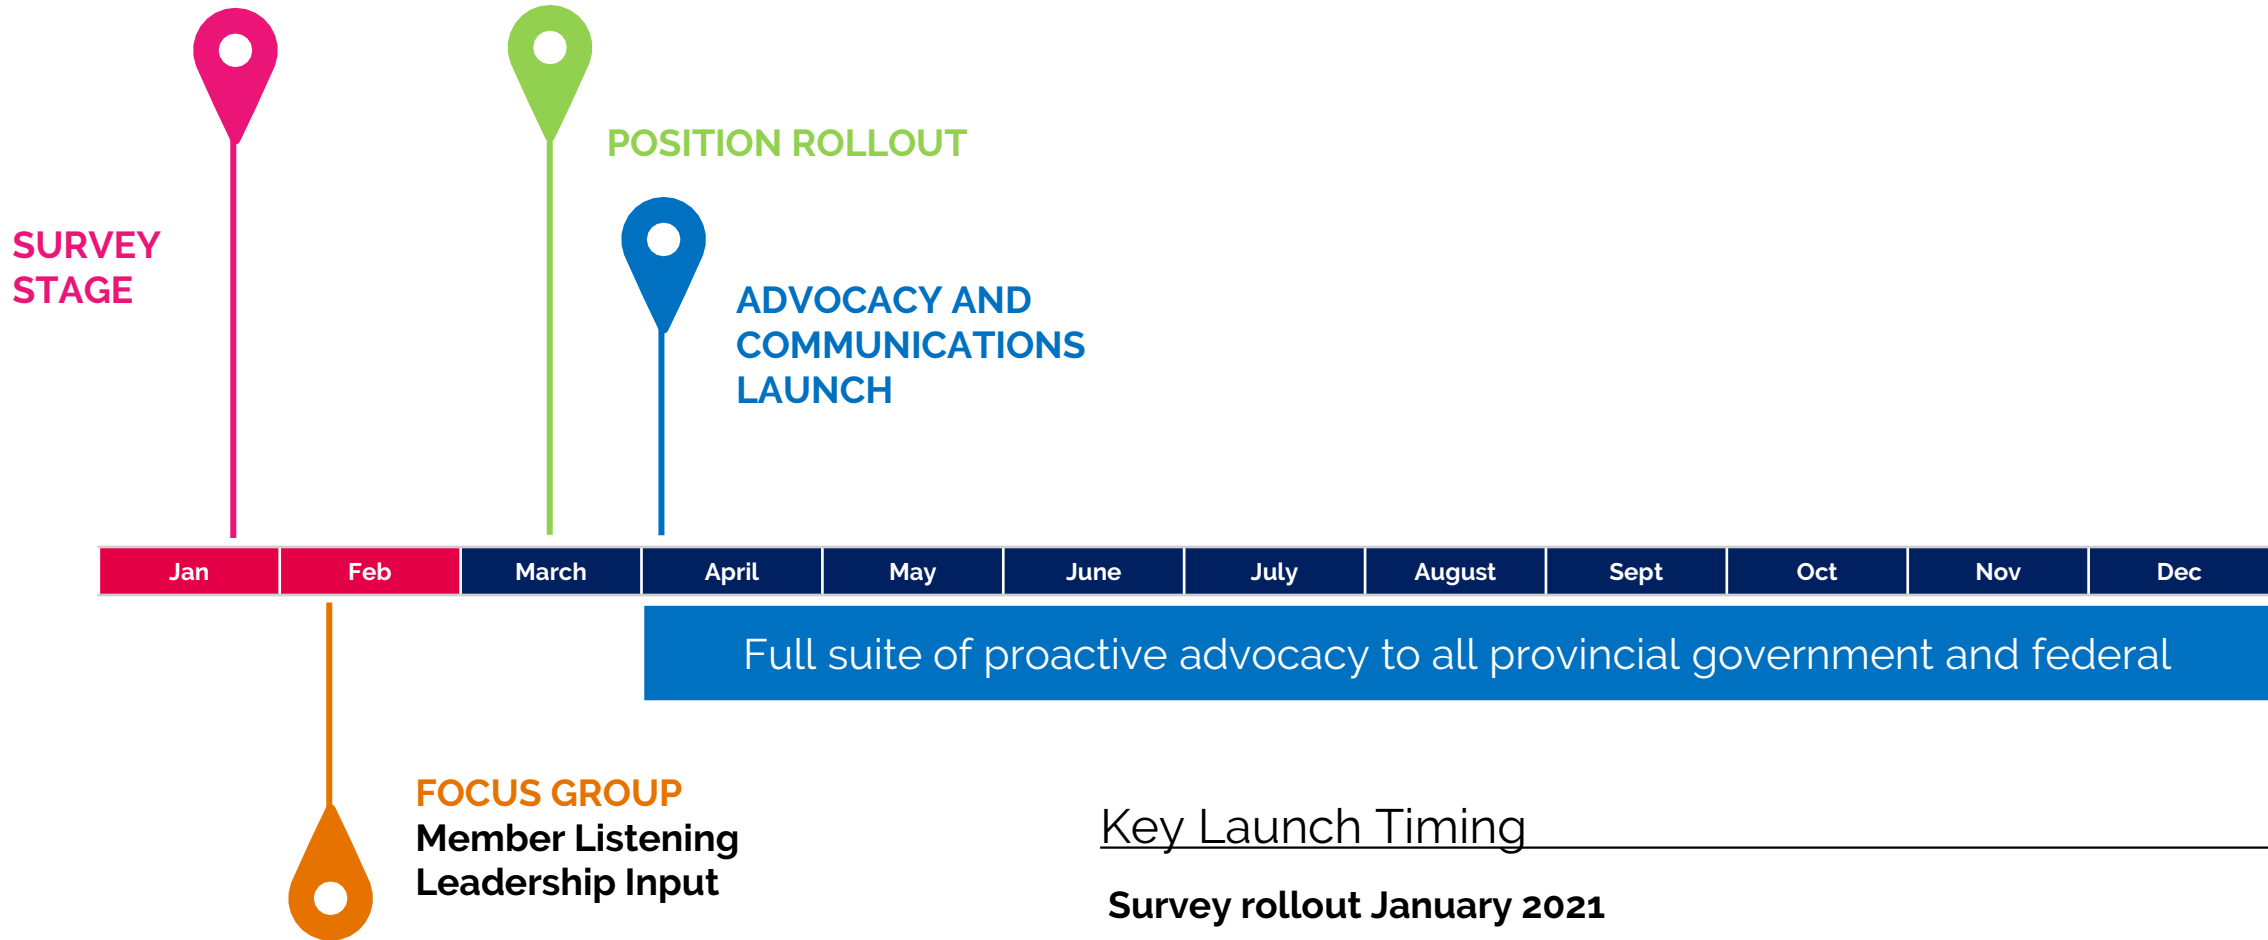 POSITION ROLLOUT
SURVEY
STAGE
ADVOCACY AND
COMMUNICATIONS
LAUNCH
Jan Feb March April May June July August Sept Oct Nov Dec
Full suite of proactive advocacy to all provincial government and federal
FOCUS GROUP
Member Listening
Leadership Input
Key Launch Timing
Survey rollout January 2021